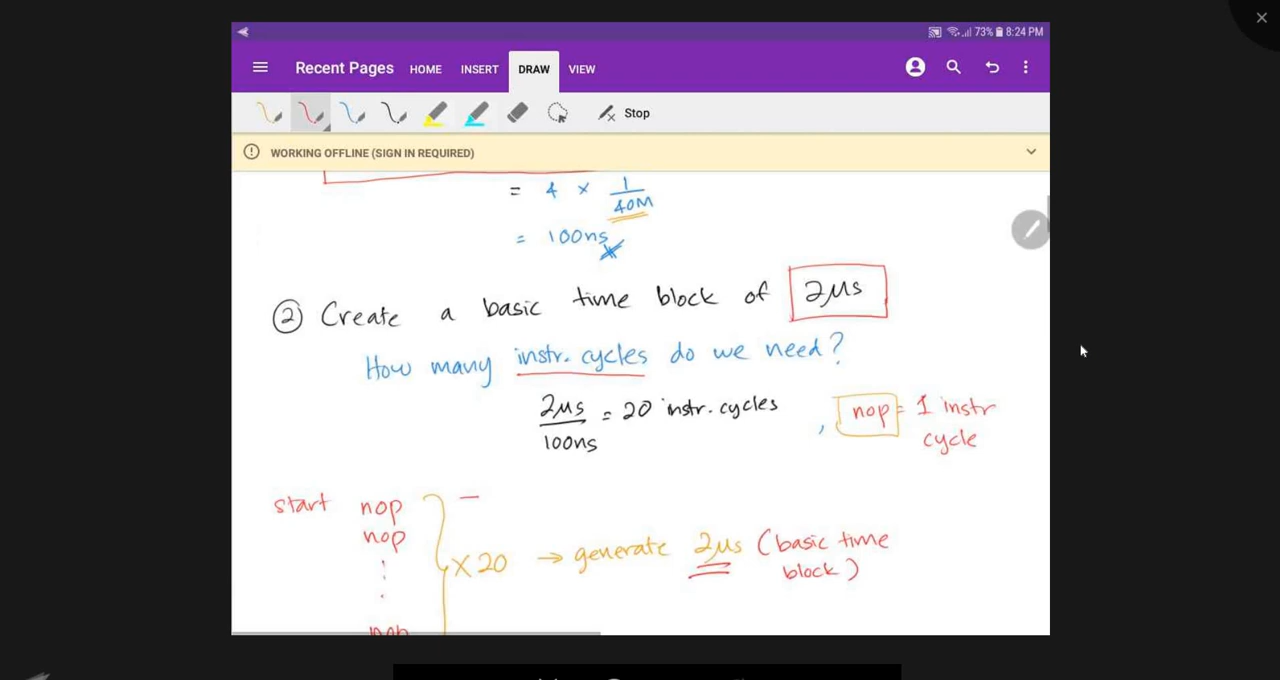 73% 8:24 PM
Recent Pages HOME INSERT DRAW VIEW
Stop
WORKING OFFLINE (SIGN IN REQUIRED)
= 4 × 1/40M
= 100ns
② Create a basic time block of 2μs
How many instr. cycles do we need?
2μs/100ns = 20 instr. cycles , nop = 1 instr
cycle
start nop
nop
⋮
× 20 → generate 2μs (basic time
block)
nop